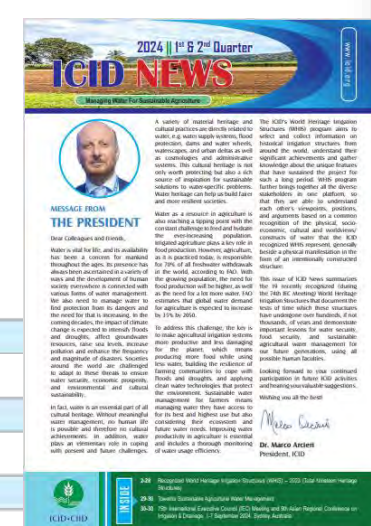 2024 || 1st & 2nd Quarter
ICID NEWS
www.icid.org
Managing Water For Sustainable Agriculture
MESSAGE FROM
THE PRESIDENT
Dear Colleagues and Friends,
Water is vital for life, and its availability
has been a concern for mankind
throughout the ages. Its presence has
always been ascertained in a variety of
ways and the development of human
society everywhere is connected with
various forms of water management.
We also need to manage water to
find protection from its dangers and
the need for that is increasing. In the
coming decades, the impact of climate
change is expected to intensify floods
and droughts, affect groundwater
resources, raise sea levels, increase
pollution and enhance the frequency
and magnitude of disasters. Societies
around the world are challenged
to adapt to these threats to ensure
water security, economic prosperity,
and environmental and cultural
sustainability.
In fact, water is an essential part of all
cultural heritage. Without meaningful
water management, no human life
is possible and therefore no cultural
achievements. In addition, water
plays an elementary role in coping
with present and future challenges.
A variety of material heritage and
cultural practices are directly related to
water, e.g. water supply systems, flood
protection, dams and water wheels,
waterscapes, and urban deltas as well
as cosmologies and administrative
systems. This cultural heritage is not
only worth protecting but also a rich
source of inspiration for sustainable
solutions to water-specific problems.
Water heritage can help us build fairer
and more resilient societies.
Water as a resource in agriculture is
also reaching a tipping point with the
constant challenge to feed and hydrate
the ever-increasing population.
Irrigated agriculture plays a key role in
food production. However, agriculture,
as it is practiced today, is responsible
for 70% of all freshwater withdrawals
in the world, according to FAO. With
the growing population, the need for
food production will be higher, as well
as the need for a lot more water. FAO
estimates that global water demand
for agriculture is expected to increase
by 35% by 2050.
To address this challenge, the key is
to make agricultural irrigation systems
more productive and less damaging
for the planet, which means
producing more food while using
less water, building the resilience of
farming communities to cope with
floods and droughts, and applying
clean water technologies that protect
the environment. Sustainable water
management for farmers means
managing water they have access to
for its best and highest use but also
considering their ecosystem and
future water needs. Improving water
productivity in agriculture is essential
and includes a thorough monitoring
of water usage efficiency.
The ICID's World Heritage Irrigation
Structures (WHIS) program aims to
select and collect information on
historical irrigation structures from
around the world, understand their
significant achievements and gather
knowledge about the unique features
that have sustained the project for
such a long period. WHIS program
further brings together all the diverse
stakeholders in one platform, so
that they are able to understand
each other's viewpoints, positions,
and arguments based on a common
recognition of the physical, socio-
economic, cultural and worldviews/
constructs of water that the ICID
recognized WHIS represent, generally
beside a physical manifestation in the
form of an intentionally constructed
structure.
This issue of ICID News summarizes
the 19 recently recognized (during
the 74th IEC Meeting) World Heritage
Irrigation Structures that document the
tests of time which these structures
have undergone over hundreds, if not
thousands, of years and demonstrate
important lessons for water security,
food security, and sustainable
agricultural water management for
our future generations, using all
possible human faculties.
Looking forward to your continued
participation in future ICID activities
and hearing your valuable suggestions.
Wishing you all the best!
Marco Arcieri
Dr. Marco Arcieri
President, ICID
ICID•CIID
INSIDE
2-28 Recognized World Heritage Irrigation Structures (WHIS) – 2023 (Total Nineteen Heritage
Structures)
29-30 Towards Sustainable Agriculture Water Management